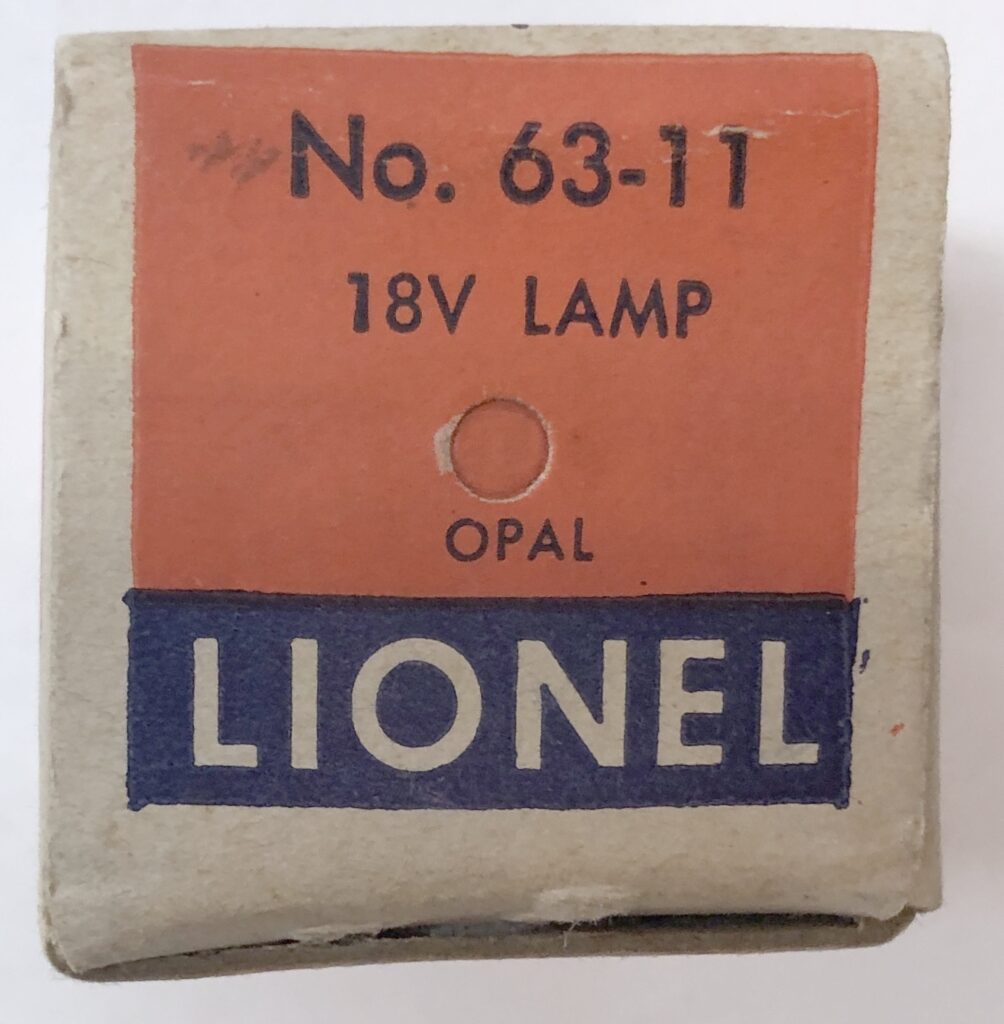 No. 63-11
18V LAMP
OPAL
LIONEL